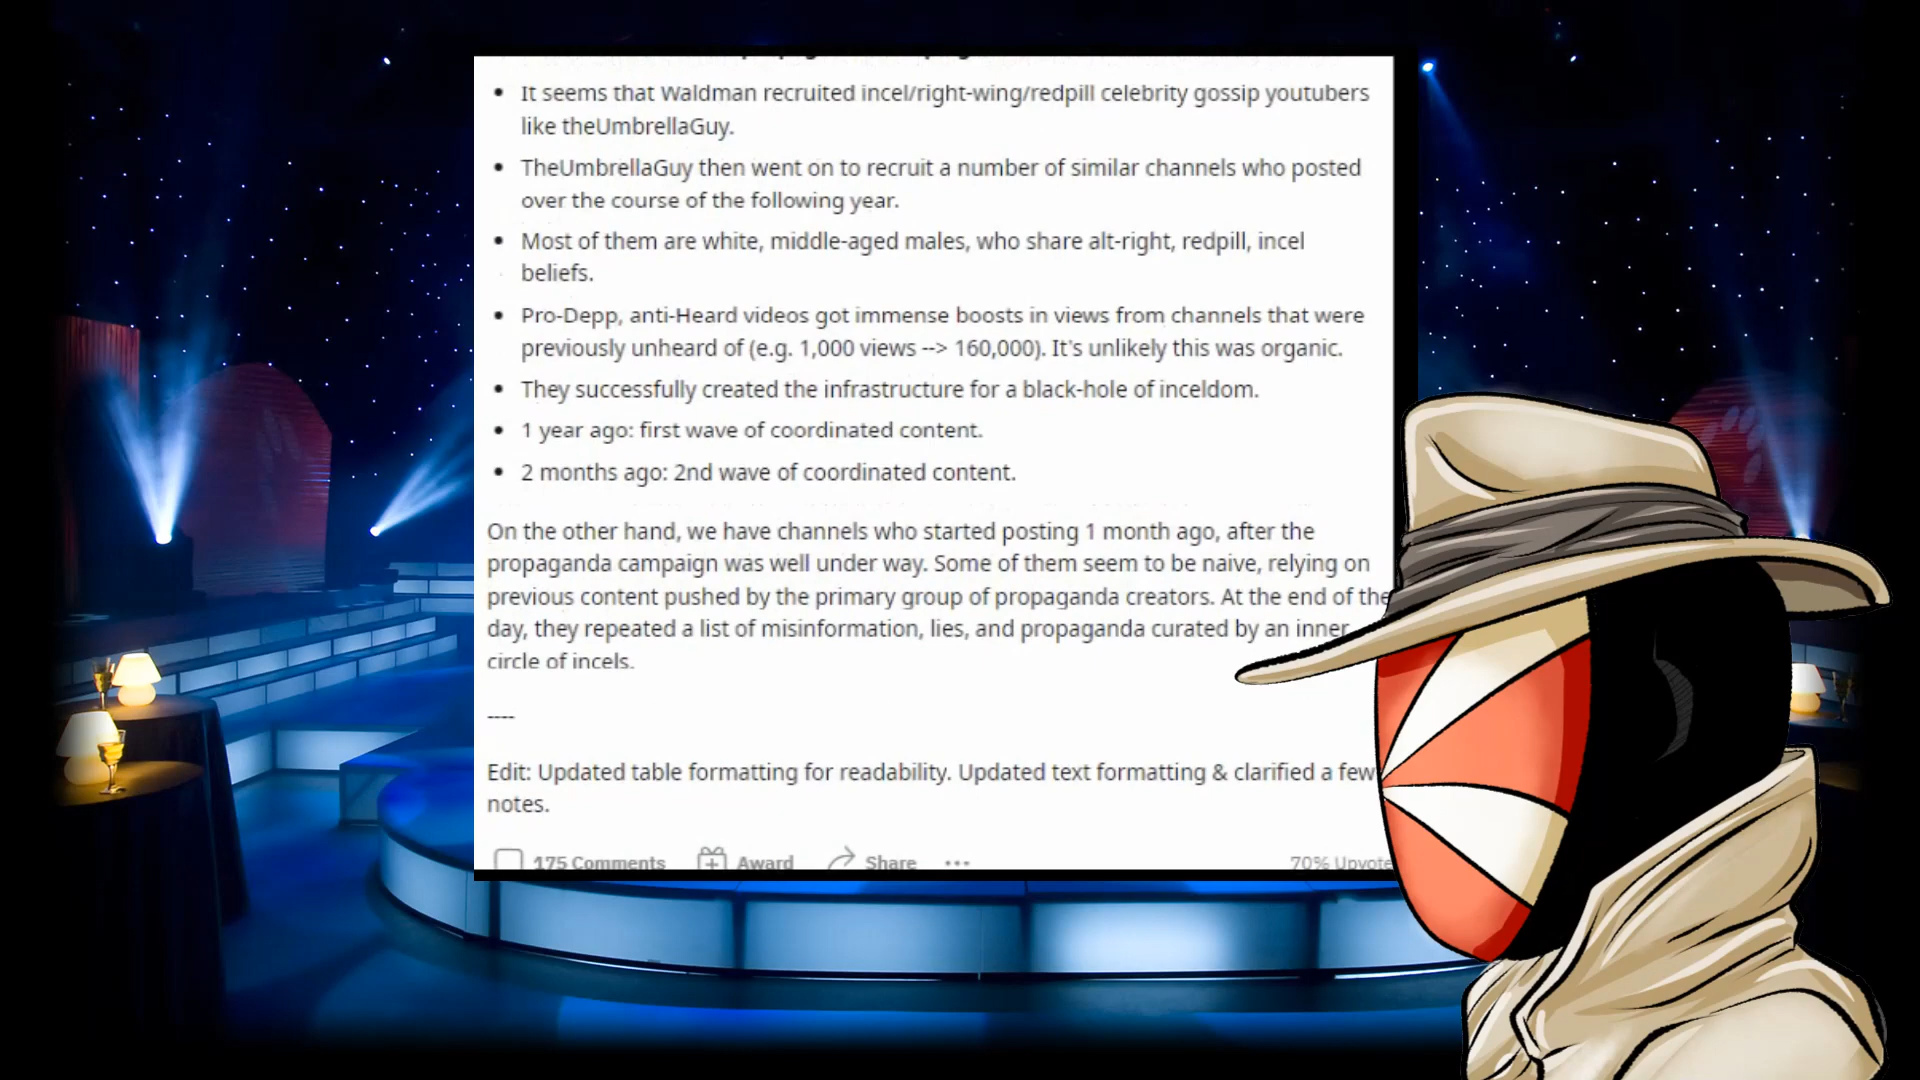 It seems that Waldman recruited incel/right-wing/redpill celebrity gossip youtubers
like theUmbrellaGuy.
TheUmbrellaGuy then went on to recruit a number of similar channels who posted
over the course of the following year.
Most of them are white, middle-aged males, who share alt-right, redpill, incel
beliefs.
Pro-Depp, anti-Heard videos got immense boosts in views from channels that were
previously unheard of (e.g. 1,000 views --> 160,000). It's unlikely this was organic.
They successfully created the infrastructure for a black-hole of inceldom.
1 year ago: first wave of coordinated content.
2 months ago: 2nd wave of coordinated content.
On the other hand, we have channels who started posting 1 month ago, after the
propaganda campaign was well under way. Some of them seem to be naive, relying on
previous content pushed by the primary group of propaganda creators. At the end of the
day, they repeated a list of misinformation, lies, and propaganda curated by an inner
circle of incels.
----
Edit: Updated table formatting for readability. Updated text formatting & clarified a few
notes.
175 Comments Award Share ••• 70% Upvote